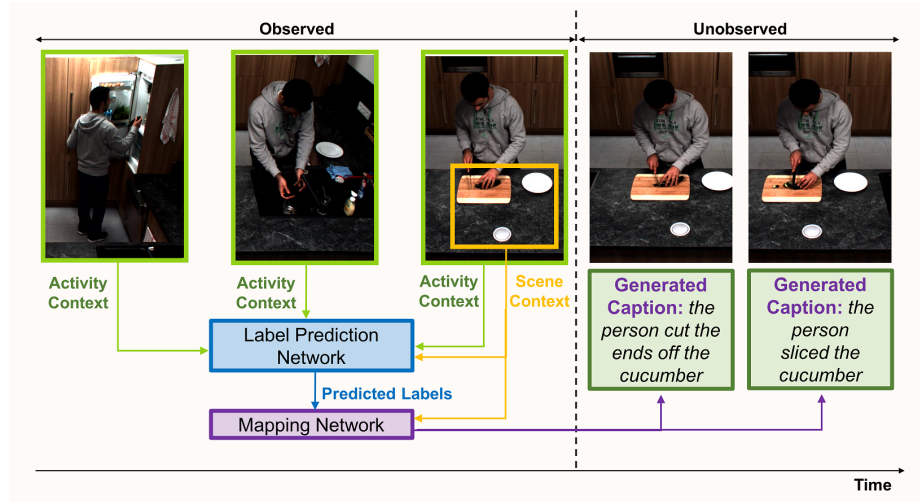 Observed
Unobserved
Activity
Context
Activity
Context
Activity
Context
Scene
Context
Label Prediction
Network
Predicted Labels
Mapping Network
Generated
Caption: the
person cut the
ends off the
cucumber
Generated
Caption: the
person
sliced the
cucumber
Time